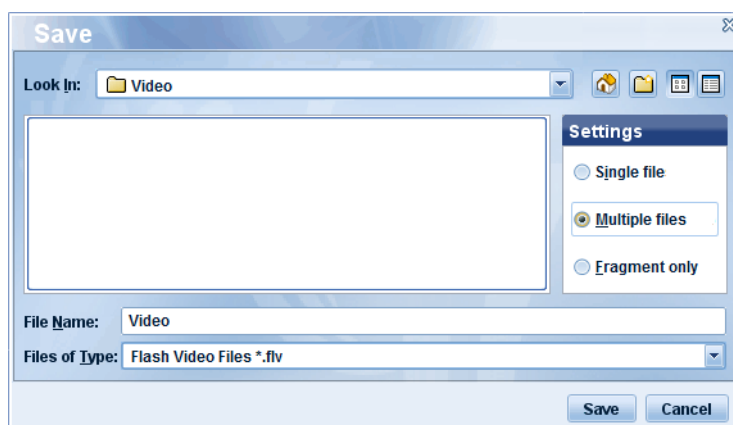 Save
Look In: Video
Settings
Single file
Multiple files
Fragment only
File Name: Video
Files of Type: Flash Video Files *.flv
Save Cancel